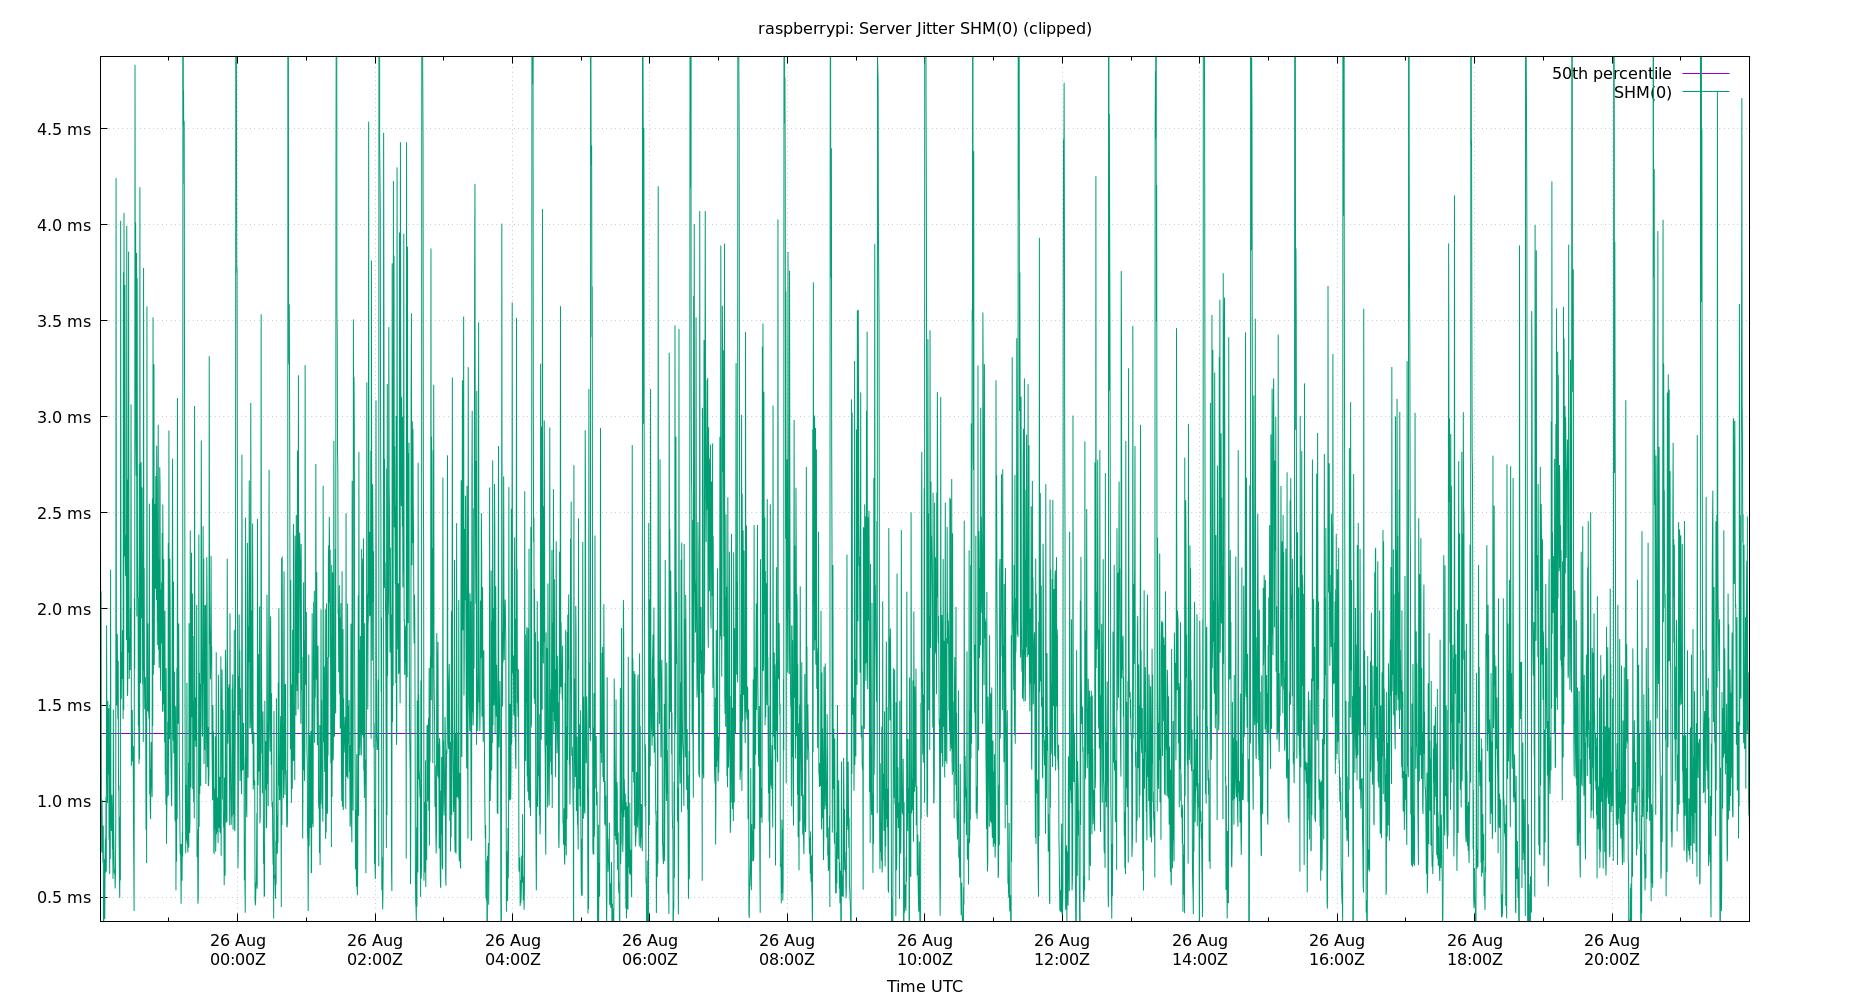 raspberrypi: Server Jitter SHM(0) (clipped)
50th percentile
SHM(0)
4.5 ms
4.0 ms
3.5 ms
3.0 ms
2.5 ms
2.0 ms
1.5 ms
1.0 ms
0.5 ms
26 Aug 26 Aug 26 Aug 26 Aug 26 Aug 26 Aug 26 Aug 26 Aug 26 Aug 26 Aug 26 Aug
00:00Z 02:00Z 04:00Z 06:00Z 08:00Z 10:00Z 12:00Z 14:00Z 16:00Z 18:00Z 20:00Z
Time UTC